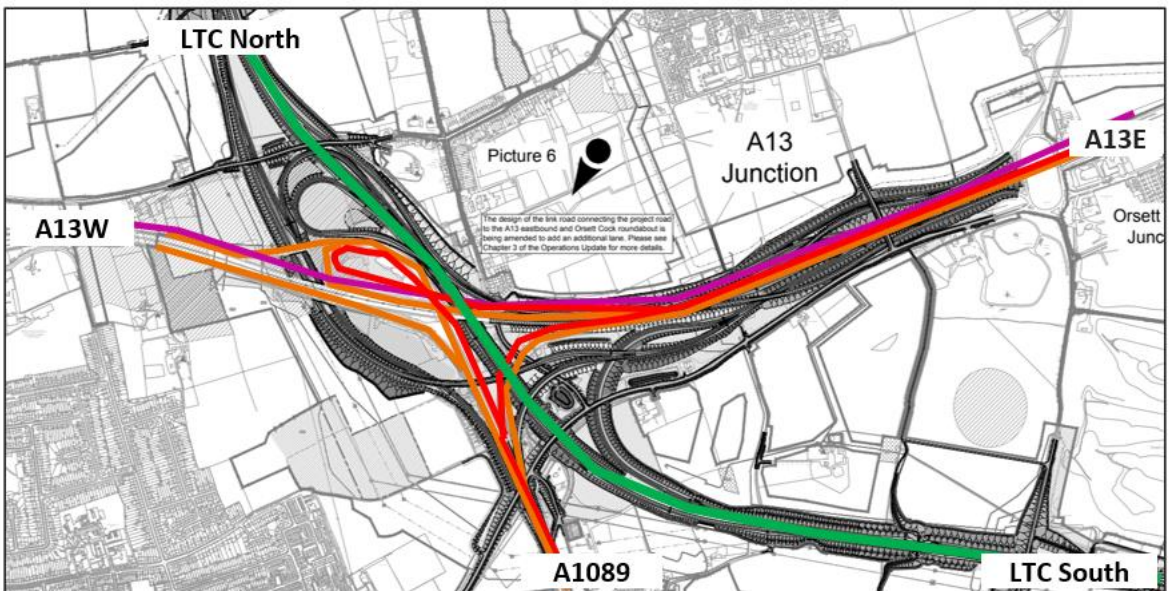 LTC North
Picture 6
A13
Junction
A13E
A13W
The design of the link road connecting the project road
to the A13 eastbound and Orsett Cock roundabout is
being amended to add an additional lane. Please see
Chapter 3 of the Operations Update for more details.
Orsett
Junc
A1089
LTC South